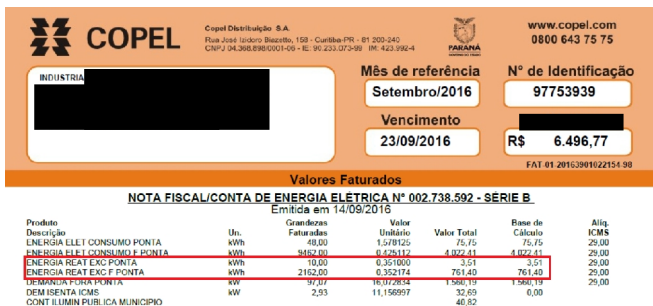 COPEL
Copel Distribuição S.A.
Rua José Izidoro Biazetto, 158 - Curitiba-PR - 81 200-240
CNPJ 04.368.898/0001-06 - IE: 90.233.073-99 IM: 423.992-4
PARANÁ
www.copel.com
0800 643 75 75
INDUSTRIA
Mês de referência
Setembro/2016
Nº de Identificação
97753939
Vencimento
23/09/2016
R$ 6.496,77
FAT-01-20163901022154-98
Valores Faturados
NOTA FISCAL/CONTA DE ENERGIA ELÉTRICA Nº 002.738.592 - SÉRIE B
Emitida em 14/09/2016
Produto Grandezas Valor Base de Alíq.
Descrição Un. Faturadas Unitário Valor Total Cálculo ICMS
ENERGIA ELET CONSUMO PONTA kWh 48,00 1,578125 75,75 75,75 29,00
ENERGIA ELET CONSUMO F PONTA kWh 9462,00 0,425112 4.022,41 4.022,41 29,00
ENERGIA REAT EXC PONTA kWh 10,00 0,351000 3,51 3,51 29,00
ENERGIA REAT EXC F PONTA kWh 2162,00 0,352174 761,40 761,40 29,00
DEMANDA FORA PONTA kW 97,07 16,072834 1.560,19 1.560,19 29,00
DEM ISENTA ICMS kW 2,93 11,156997 32,69 0,00
CONT ILUMIN PUBLICA MUNICIPIO 40,82